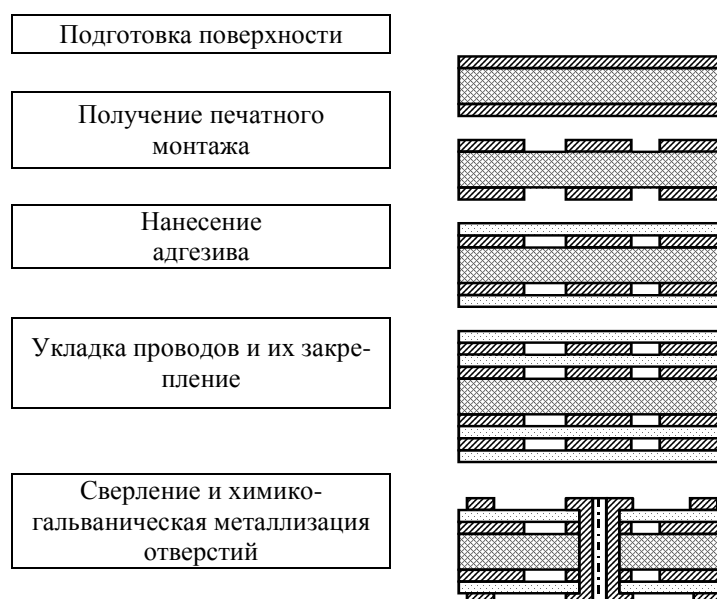 Подготовка поверхности
Получение печатного
монтажа
Нанесение
адгезива
Укладка проводов и их закре-
пление
Сверление и химико-
гальваническая металлизация
отверстий